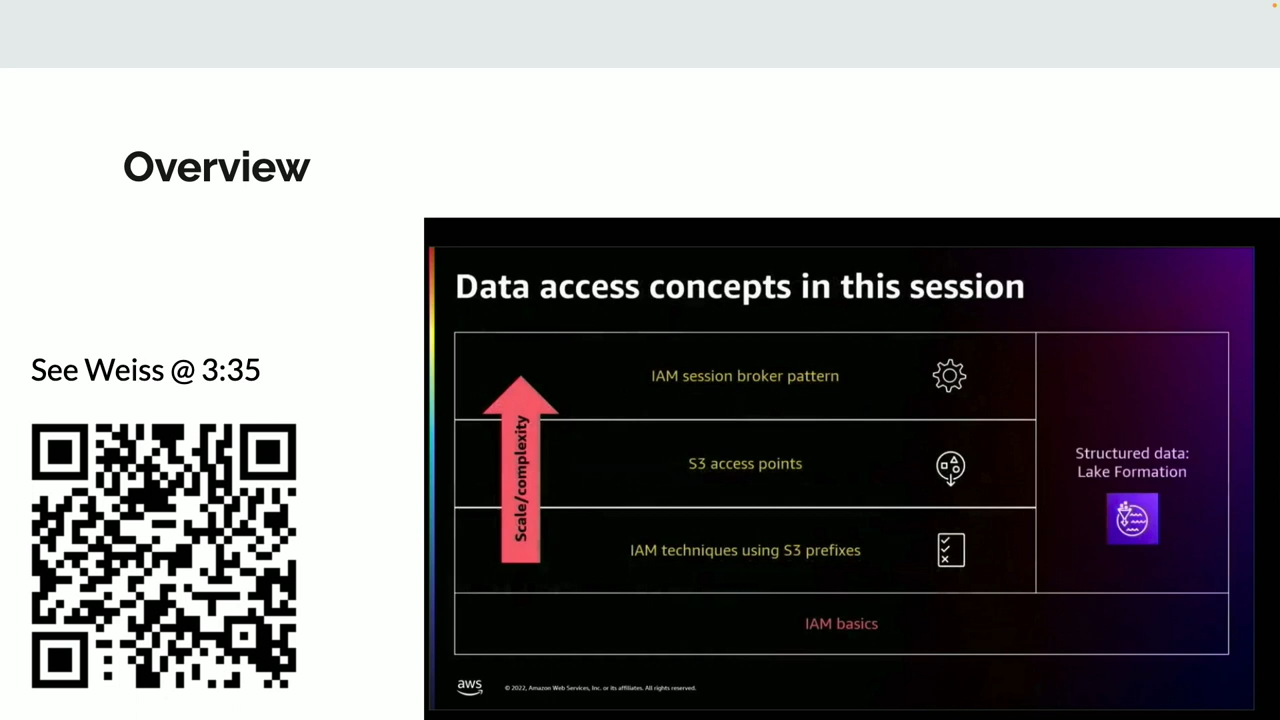 Overview
See Weiss @ 3:35
Data access concepts in this session
Scale/complexity
IAM session broker pattern
S3 access points
IAM techniques using S3 prefixes
Structured data:
Lake Formation
IAM basics
aws
© 2022, Amazon Web Services, Inc. or its affiliates. All rights reserved.